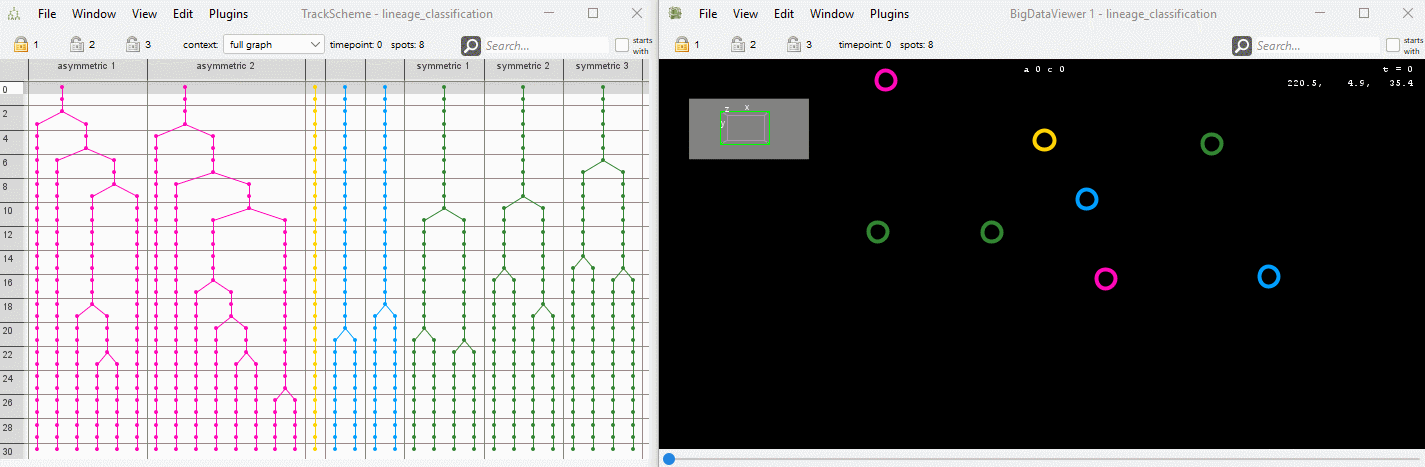 File Window View Edit Plugins TrackScheme - lineage_classification
1 2 3 context: full graph timepoint: 0 spots: 8 Search... starts with
asymmetric 1 asymmetric 2 symmetric 1 symmetric 2 symmetric 3
0
2
4
6
8
10
12
14
16
18
20
22
24
26
28
30
File View Edit Window Plugins BigDataViewer 1 - lineage_classification
1 2 3 timepoint: 0 spots: 8 Search... starts with
a 0 c 0 t = 0
220.5, 4.9, 35.4
z x
y